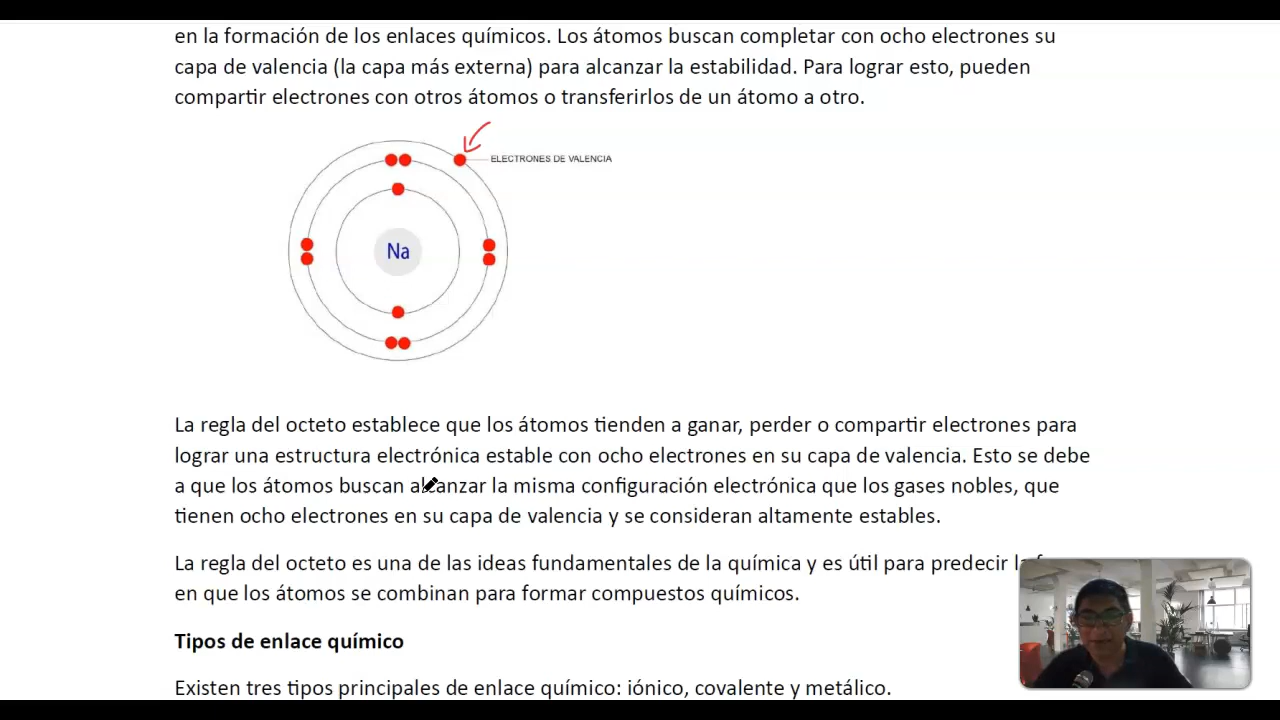 en la formación de los enlaces químicos. Los átomos buscan completar con ocho electrones su
capa de valencia (la capa más externa) para alcanzar la estabilidad. Para lograr esto, pueden
compartir electrones con otros átomos o transferirlos de un átomo a otro.
ELECTRONES DE VALENCIA
Na
La regla del octeto establece que los átomos tienden a ganar, perder o compartir electrones para
lograr una estructura electrónica estable con ocho electrones en su capa de valencia. Esto se debe
a que los átomos buscan alcanzar la misma configuración electrónica que los gases nobles, que
tienen ocho electrones en su capa de valencia y se consideran altamente estables.
La regla del octeto es una de las ideas fundamentales de la química y es útil para predecir
en que los átomos se combinan para formar compuestos químicos.
Tipos de enlace químico
Existen tres tipos principales de enlace químico: iónico, covalente y metálico.